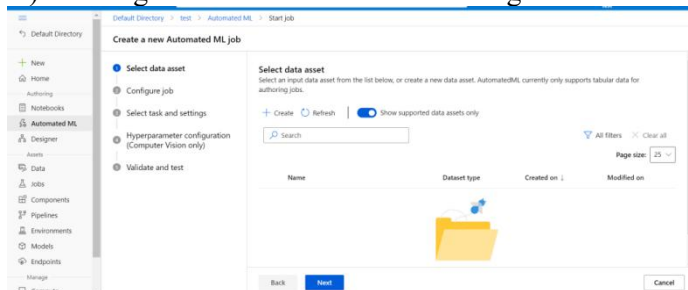 Default Directory > test > Automated ML > Start job
Default Directory
Create a new Automated ML job
New
Home
Authoring
Notebooks
Automated ML
Designer
Assets
Data
Jobs
Components
Pipelines
Environments
Models
Endpoints
Manage
Select data asset
Configure job
Select task and settings
Hyperparameter configuration
(Computer Vision only)
Validate and test
Select data asset
Select an input data asset from the list below, or create a new data asset. AutomatedML currently only supports tabular data for
authoring jobs.
Create Refresh Show supported data assets only
Search
All filters Clear all
Page size: 25
Name Dataset type Created on ↓ Modified on
Back Next Cancel